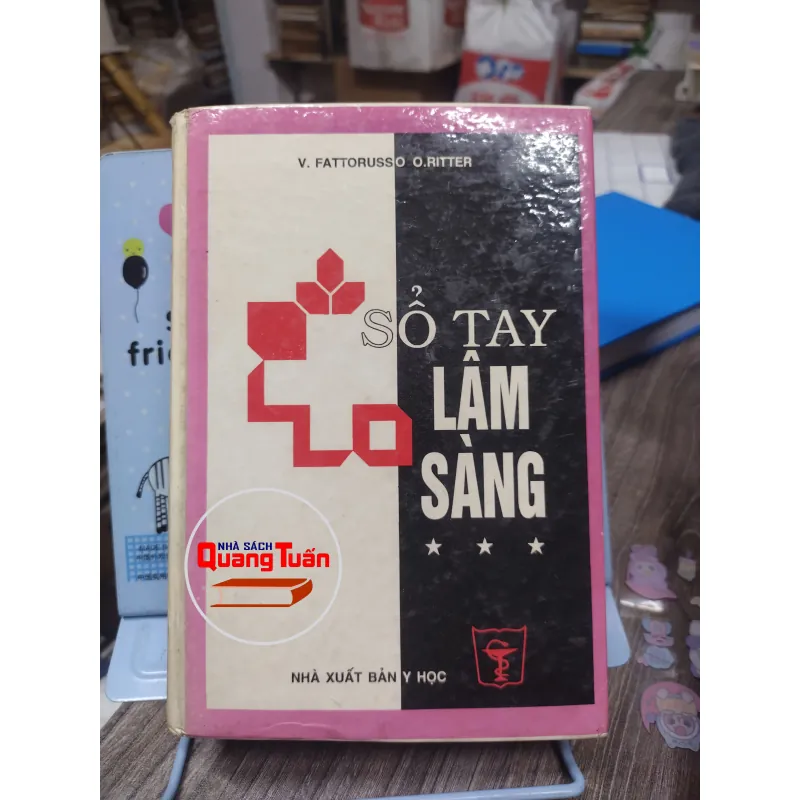 V. FATTORUSSO O.RITTER
SỔ TAY
LÂM
SÀNG
★ ★ ★
NHÀ SÁCH
Quang Tuấn
NHÀ XUẤT BẢN Y HỌC